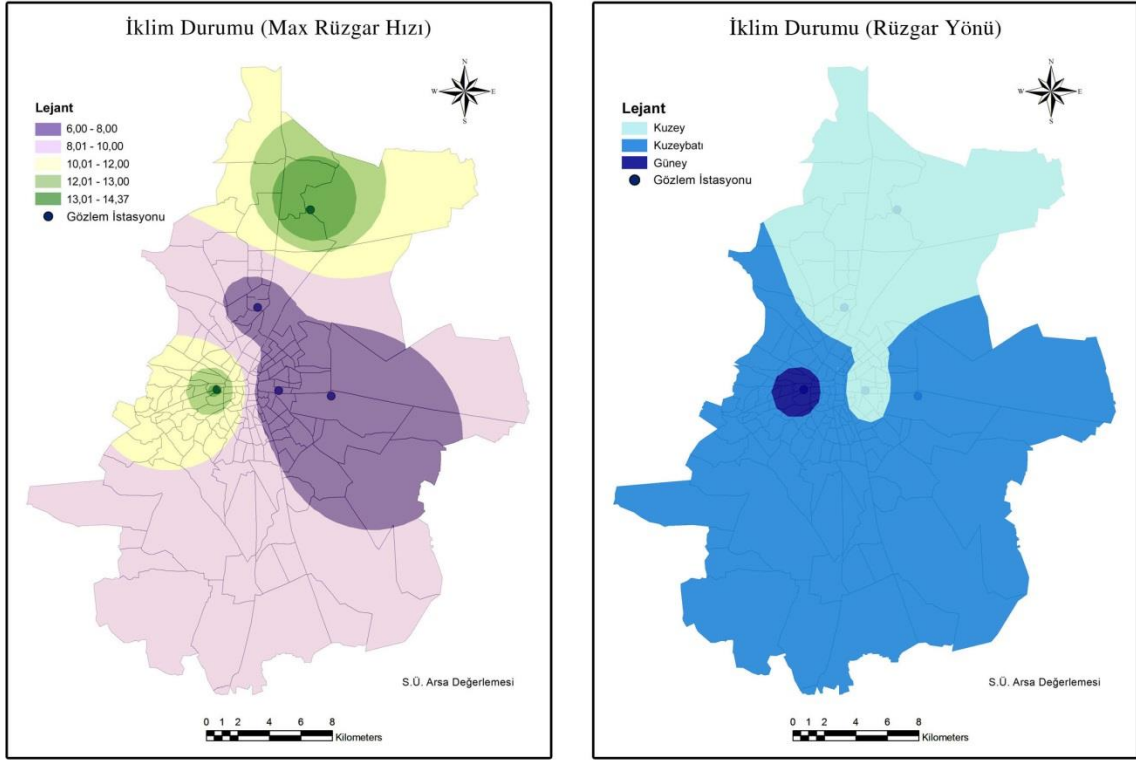 İklim Durumu (Max Rüzgar Hızı)
N
W E
S
Lejant
6,00 - 8,00
8,01 - 10,00
10,01 - 12,00
12,01 - 13,00
13,01 - 14,37
Gözlem İstasyonu
S.Ü. Arsa Değerlemesi
0 1 2 4 6 8
Kilometers
İklim Durumu (Rüzgar Yönü)
N
W E
S
Lejant
Kuzey
Kuzeybatı
Güney
Gözlem İstasyonu
S.Ü. Arsa Değerlemesi
0 1 2 4 6 8
Kilometers